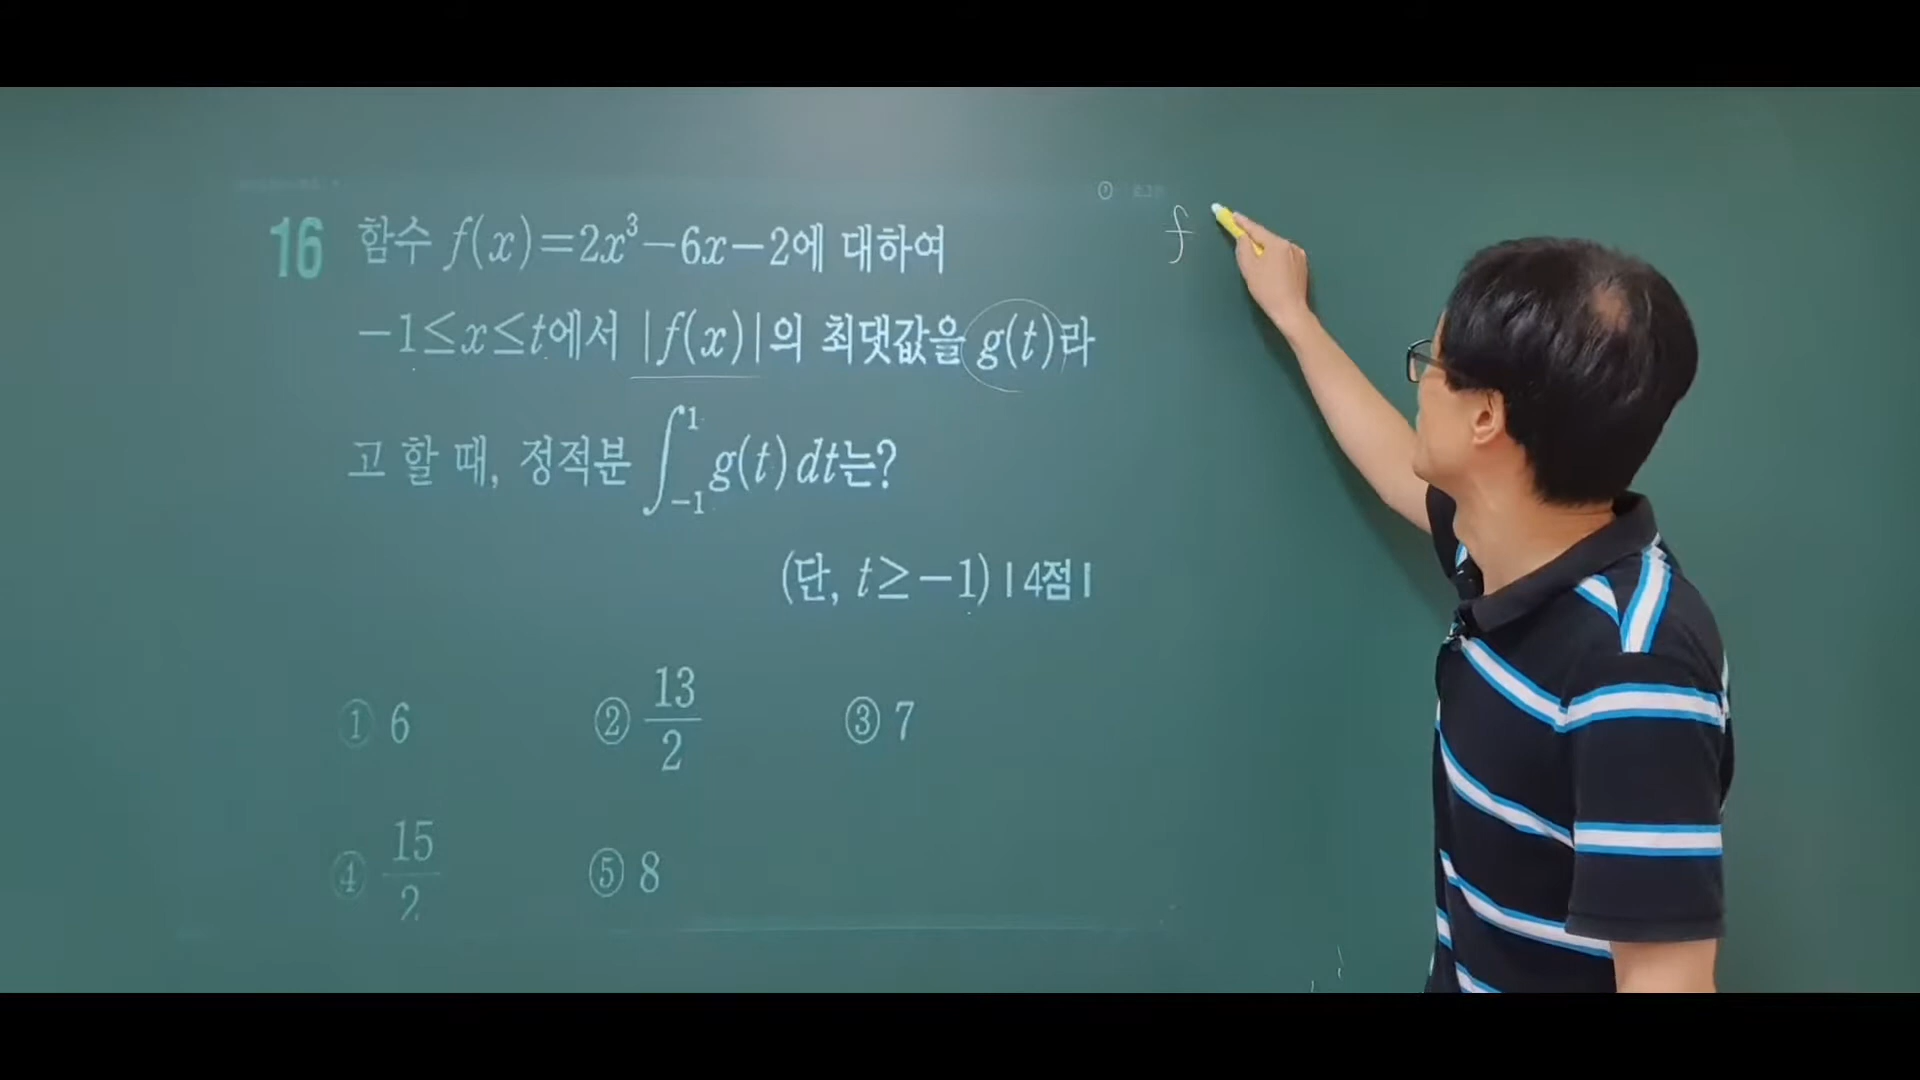 16 함수 f(x)=2x³−6x−2에 대하여
−1≤x≤t에서 |f(x)|의 최댓값을 g(t)라
고 할 때, 정적분 ∫₋₁¹ g(t) dt는?
(단, t≥−1) | 4점 |
① 6 ② 13/2 ③ 7
④ 15/2 ⑤ 8
f